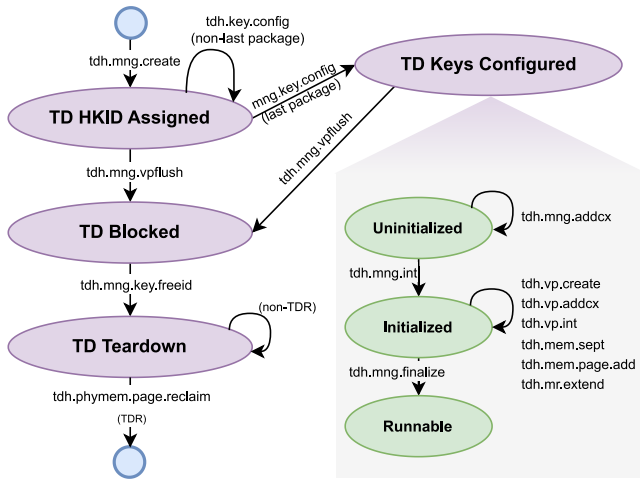 tdh.key.config
(non-last package)
tdh.mng.create
mng.key.config
(last package)
TD Keys Configured
TD HKID Assigned
tdh.mng.vpflush
tdh.mng.vpflush
TD Blocked
tdh.mng.key.freeid
(non-TDR)
TD Teardown
tdh.phymem.page.reclaim
(TDR)
Uninitialized
tdh.mng.addcx
tdh.mng.int
Initialized
tdh.vp.create
tdh.vp.addcx
tdh.vp.int
tdh.mem.sept
tdh.mem.page.add
tdh.mr.extend
tdh.mng.finalize
Runnable